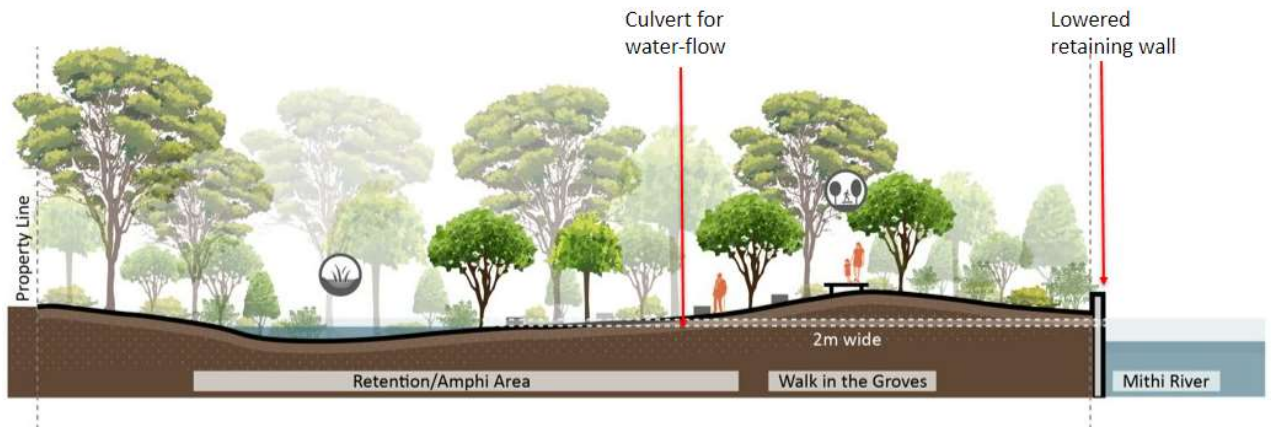 Culvert for
water-flow
Lowered
retaining wall
Property Line
2m wide
Retention/Amphi Area
Walk in the Groves
Mithi River